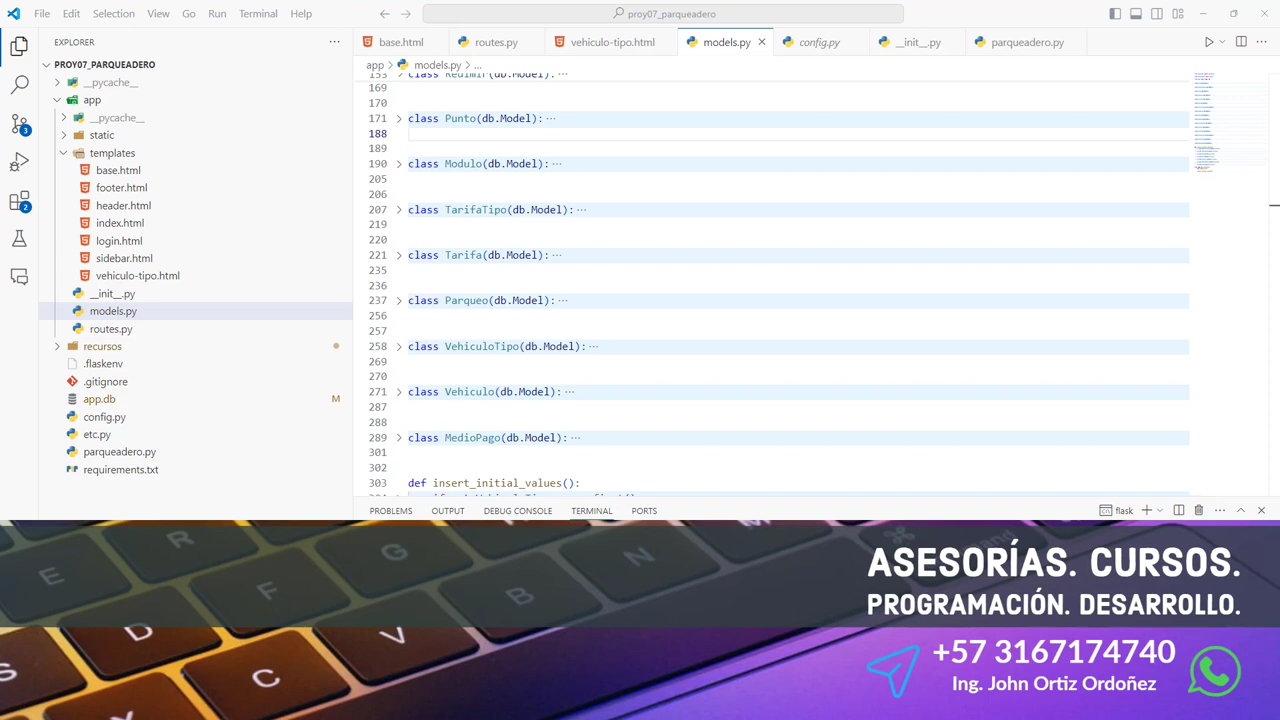 File Edit Selection View Go Run Terminal Help
proy07_parqueadero
EXPLORER
base.html routes.py vehiculo-tipo.html models.py config.py __init__.py parqueadero.py
PROY07_PARQUEADERO
app > models.py > ...
__pycache__
app
__pycache__
static
templates
base.html
footer.html
header.html
index.html
login.html
sidebar.html
vehiculo-tipo.html
__init__.py
models.py
routes.py
recursos
.flaskenv
.gitignore
app.db M
config.py
etc.py
parqueadero.py
requirements.txt
3
2
153 class Redimir(db.Model): ...
169
170
171 class Punto(db.Model): ...
188
189
190 class Modulo(db.Model): ...
205
206
207 class TarifaTipo(db.Model): ...
219
220
221 class Tarifa(db.Model): ...
235
236
237 class Parqueo(db.Model): ...
256
257
258 class VehiculoTipo(db.Model): ...
269
270
271 class Vehiculo(db.Model): ...
287
288
289 class MedioPago(db.Model): ...
301
302
303 def insert_initial_values():
PROBLEMS OUTPUT DEBUG CONSOLE TERMINAL PORTS
flask
ASESORÍAS. CURSOS.
PROGRAMACIÓN. DESARROLLO.
+57 3167174740
Ing. John Ortiz Ordoñez